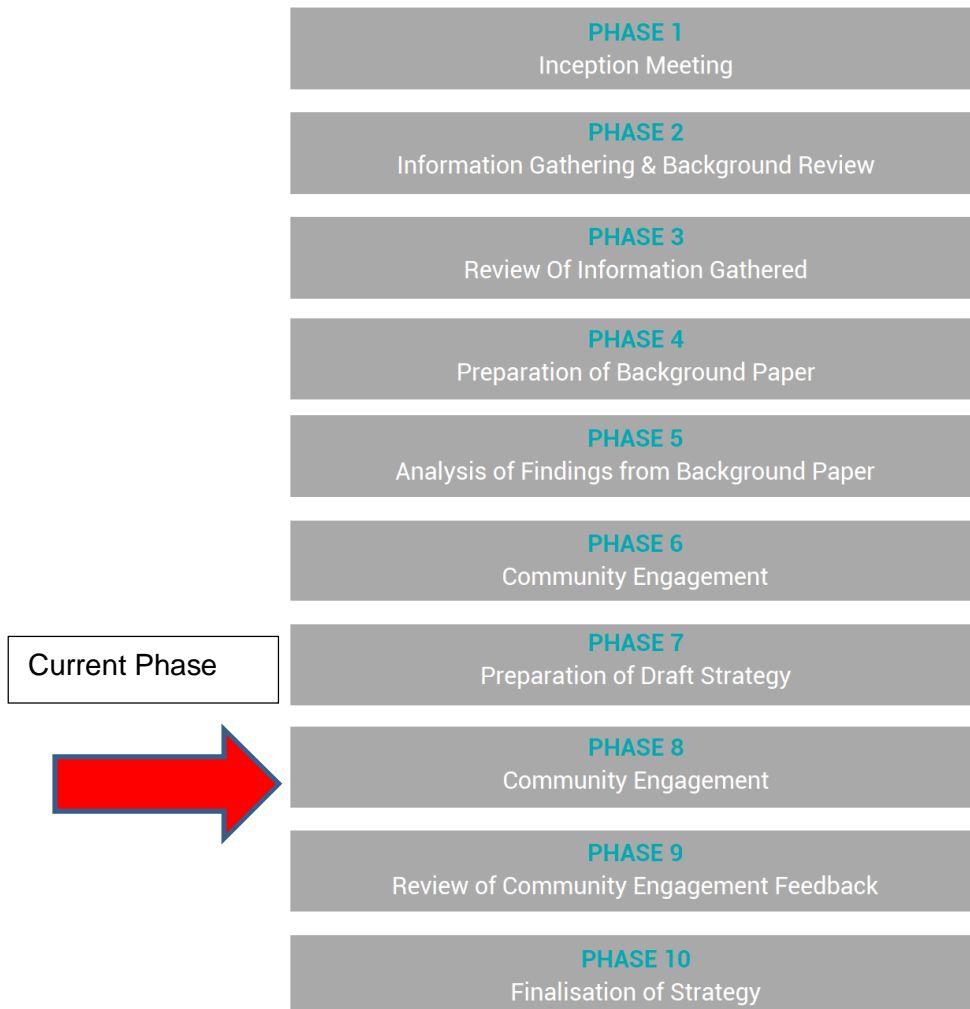 PHASE 1
Inception Meeting
PHASE 2
Information Gathering & Background Review
PHASE 3
Review Of Information Gathered
PHASE 4
Preparation of Background Paper
PHASE 5
Analysis of Findings from Background Paper
PHASE 6
Community Engagement
Current Phase
PHASE 7
Preparation of Draft Strategy
PHASE 8
Community Engagement
PHASE 9
Review of Community Engagement Feedback
PHASE 10
Finalisation of Strategy